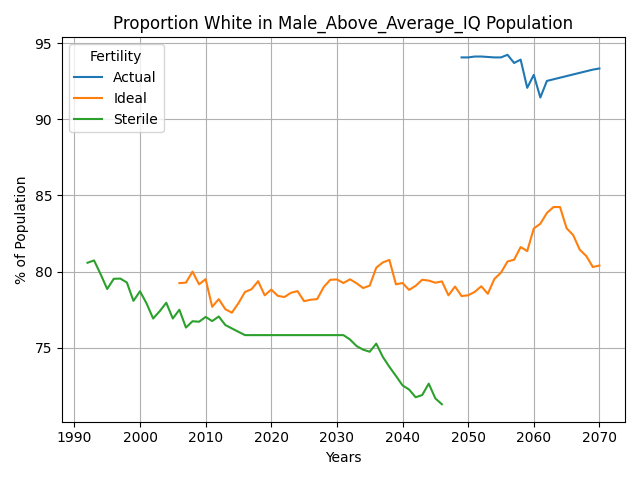 Proportion White in Male_Above_Average_IQ Population
Fertility
Actual
Ideal
Sterile
% of Population
95
90
85
80
75
1990 2000 2010 2020 2030 2040 2050 2060 2070
Years